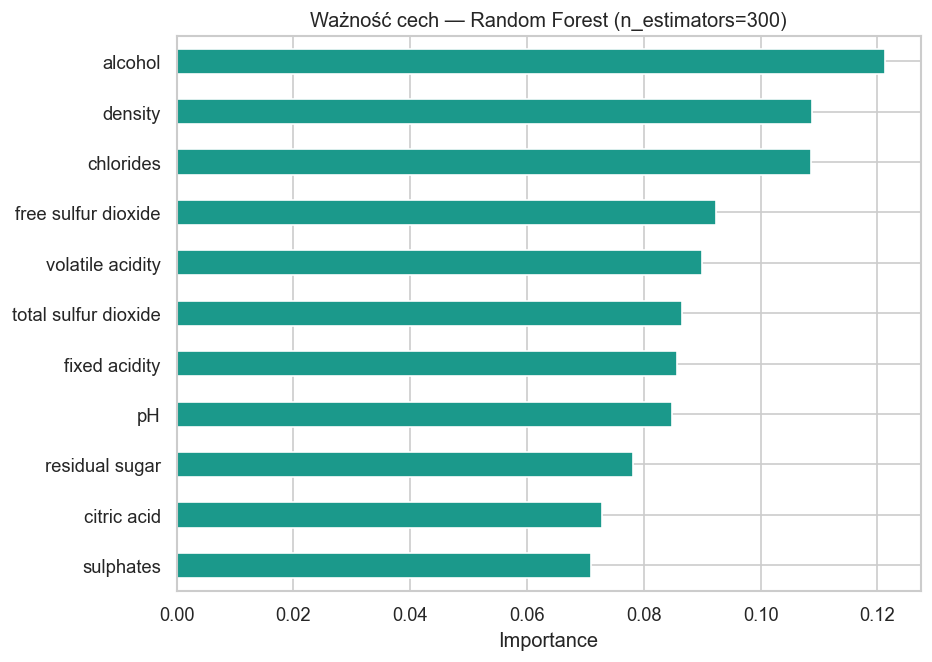 Ważność cech — Random Forest (n_estimators=300)
alcohol
density
chlorides
free sulfur dioxide
volatile acidity
total sulfur dioxide
fixed acidity
pH
residual sugar
citric acid
sulphates
0.00 0.02 0.04 0.06 0.08 0.10 0.12
Importance